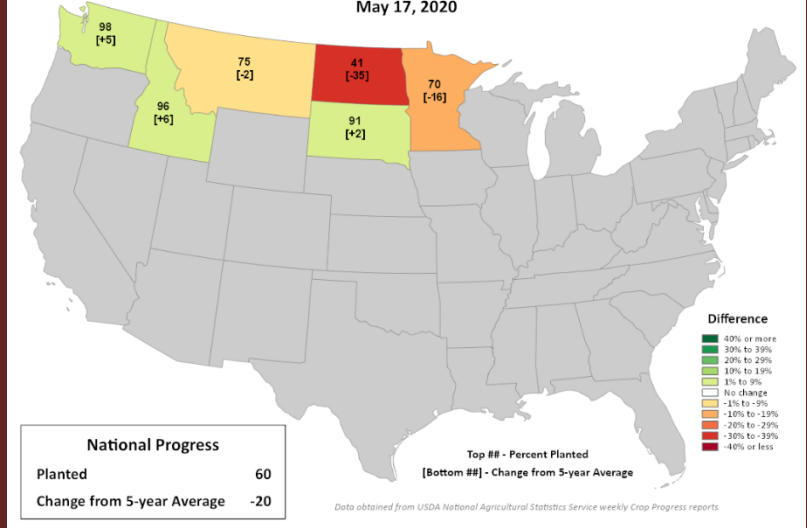 May 17, 2020
98
[+5]
75
[-2]
41
[-35]
70
[-16]
96
[+6]
91
[+2]
Difference
40% or more
30% to 39%
20% to 29%
10% to 19%
1% to 9%
No change
-1% to -9%
-10% to -19%
-20% to -29%
-30% to -39%
-40% or less
National Progress
Planted 60
Change from 5-year Average -20
Top ## - Percent Planted
[Bottom ##] - Change from 5-year Average
Data obtained from USDA National Agricultural Statistics Service weekly Crop Progress reports